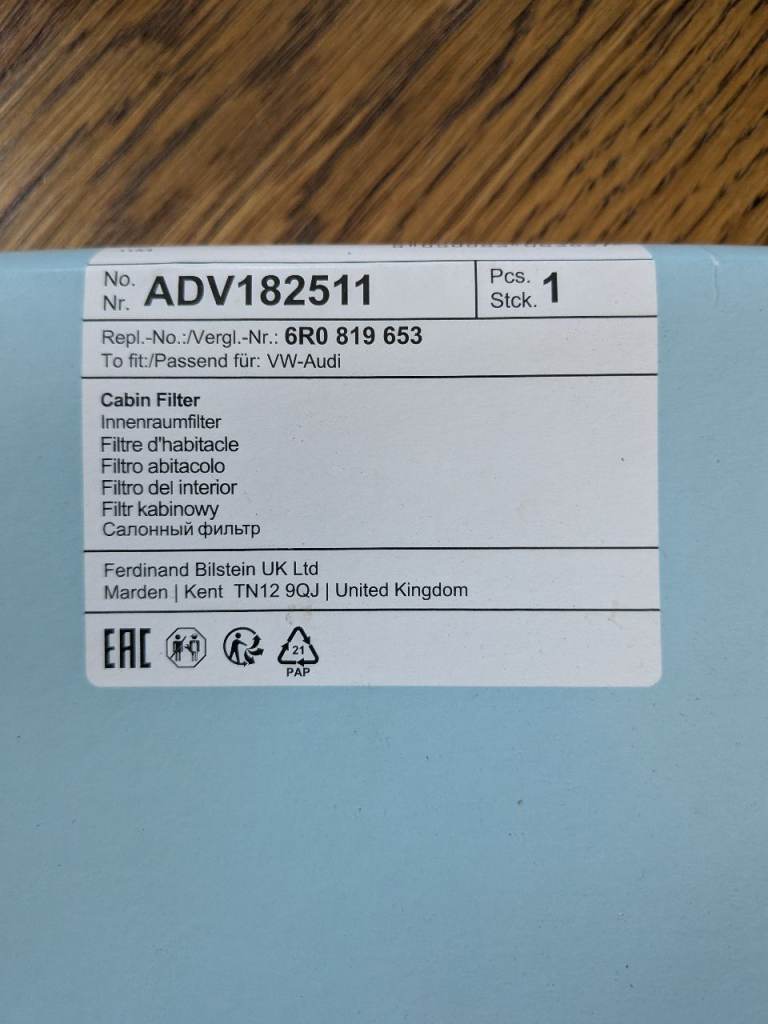 No.
Nr. ADV182511
Pcs.
Stck. 1
Repl.-No.:/Vergl.-Nr.: 6R0 819 653
To fit:/Passend für: VW-Audi
Cabin Filter
Innenraumfilter
Filtre d'habitacle
Filtro abitacolo
Filtro del interior
Filtr kabinowy
Салонный фильтр
Ferdinand Bilstein UK Ltd
Marden | Kent TN12 9QJ | United Kingdom
EAC
21
PAP